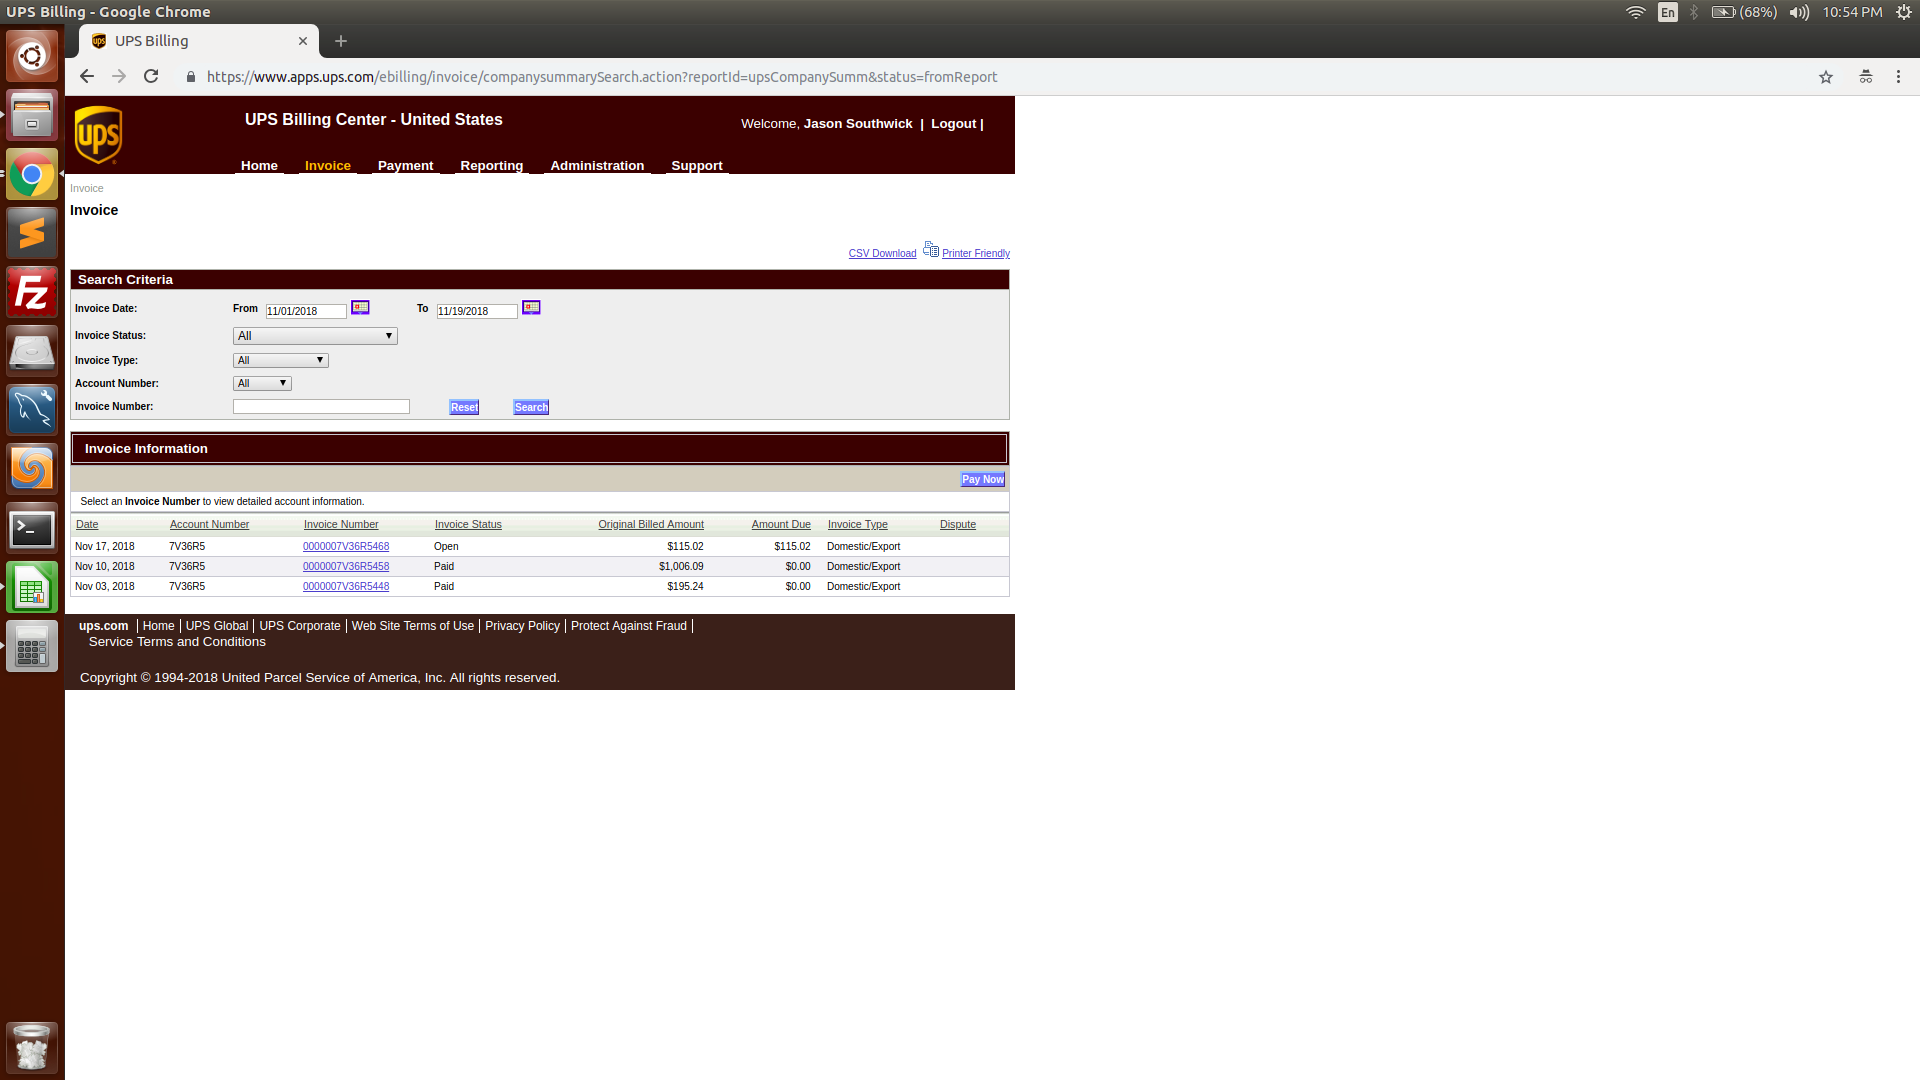 UPS Billing - Google Chrome
En (68%) 10:54 PM
UPS Billing
https://www.apps.ups.com/ebilling/invoice/companysummarySearch.action?reportId=upsCompanySumm&status=fromReport
ups
UPS Billing Center - United States
Welcome, Jason Southwick | Logout |
Home Invoice Payment Reporting Administration Support
Invoice
Invoice
CSV Download Printer Friendly
Search Criteria
Invoice Date: From 11/01/2018 To 11/19/2018
Invoice Status: All
Invoice Type: All
Account Number: All
Invoice Number: Reset Search
Invoice Information
Pay Now
Select an Invoice Number to view detailed account information.
Date Account Number Invoice Number Invoice Status Original Billed Amount Amount Due Invoice Type Dispute
Nov 17, 2018 7V36R5 0000007V36R5468 Open $115.02 $115.02 Domestic/Export
Nov 10, 2018 7V36R5 0000007V36R5458 Paid $1,006.09 $0.00 Domestic/Export
Nov 03, 2018 7V36R5 0000007V36R5448 Paid $195.24 $0.00 Domestic/Export
ups.com | Home | UPS Global | UPS Corporate | Web Site Terms of Use | Privacy Policy | Protect Against Fraud |
Service Terms and Conditions
Copyright © 1994-2018 United Parcel Service of America, Inc. All rights reserved.